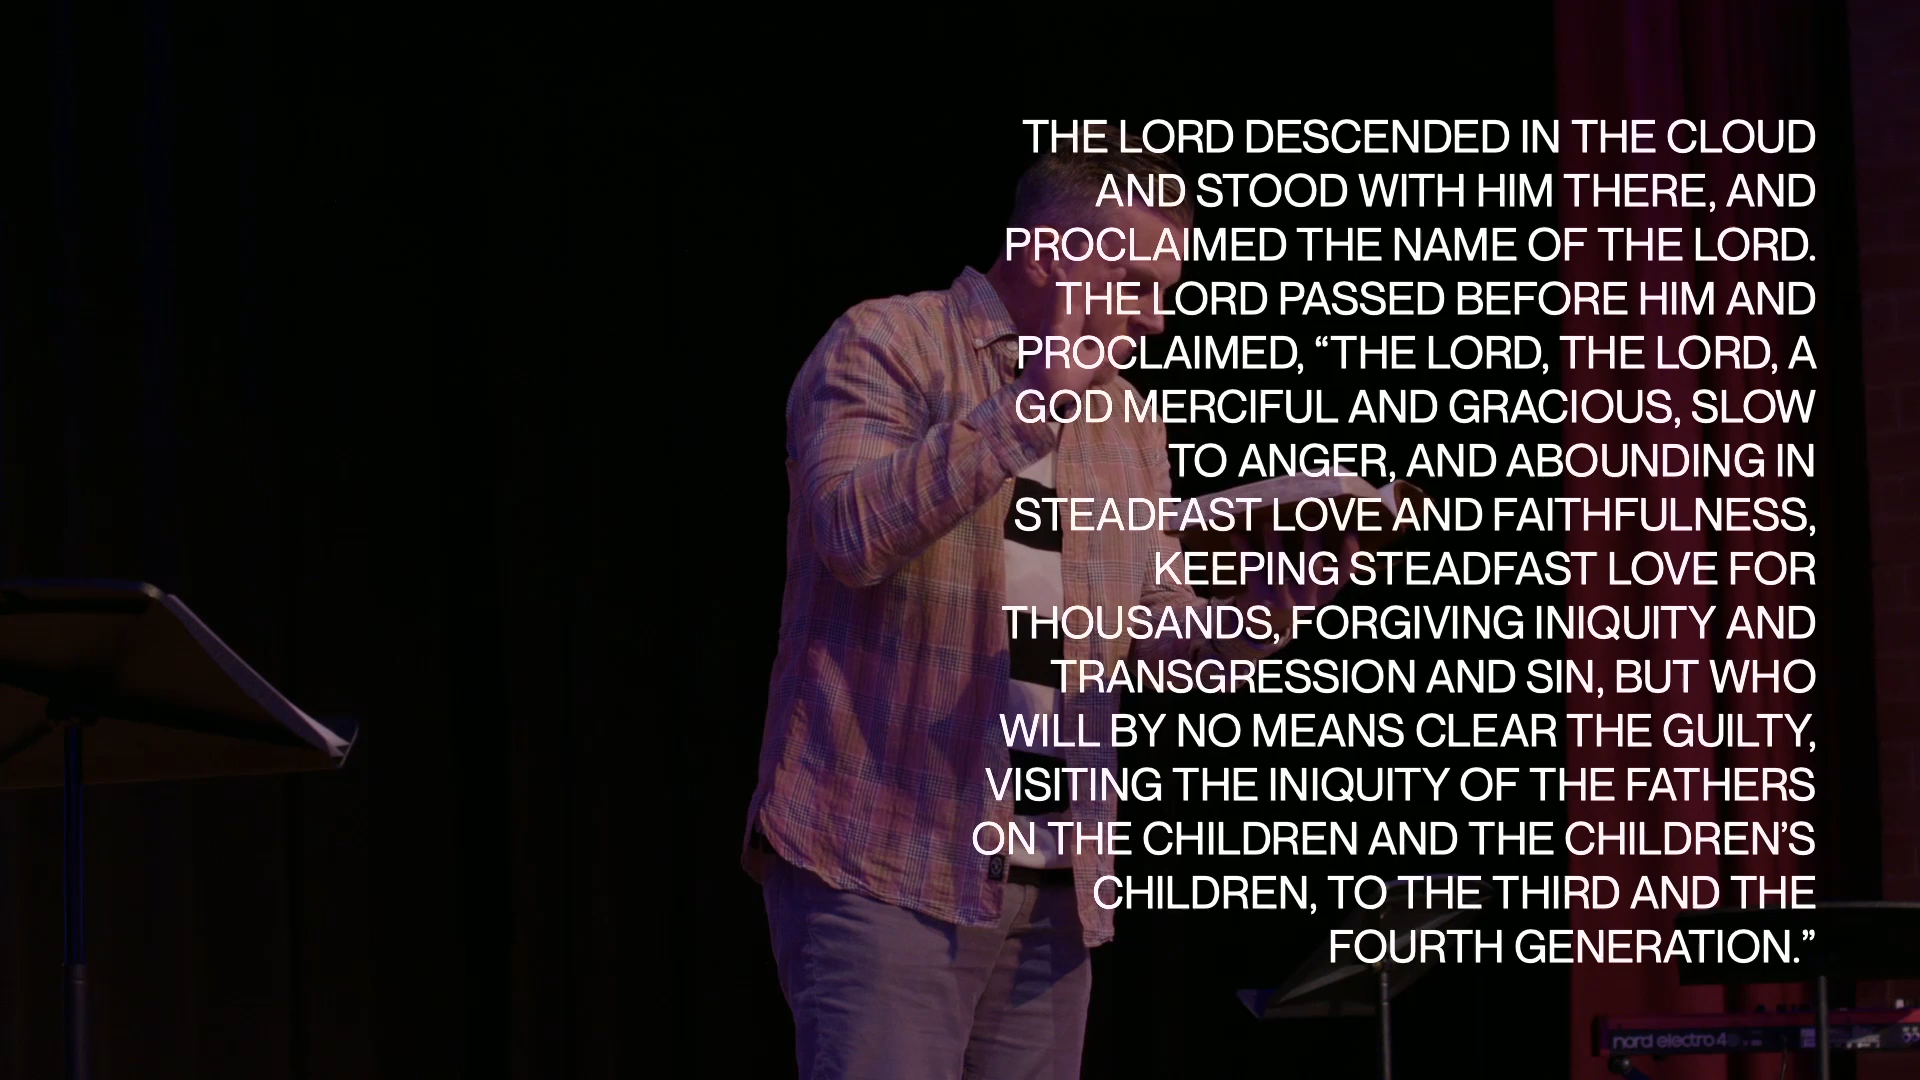 THE LORD DESCENDED IN THE CLOUD
AND STOOD WITH HIM THERE, AND
PROCLAIMED THE NAME OF THE LORD.
THE LORD PASSED BEFORE HIM AND
PROCLAIMED, “THE LORD, THE LORD, A
GOD MERCIFUL AND GRACIOUS, SLOW
TO ANGER, AND ABOUNDING IN
STEADFAST LOVE AND FAITHFULNESS,
KEEPING STEADFAST LOVE FOR
THOUSANDS, FORGIVING INIQUITY AND
TRANSGRESSION AND SIN, BUT WHO
WILL BY NO MEANS CLEAR THE GUILTY,
VISITING THE INIQUITY OF THE FATHERS
ON THE CHILDREN AND THE CHILDREN’S
CHILDREN, TO THE THIRD AND THE
FOURTH GENERATION.”
nord electro 4